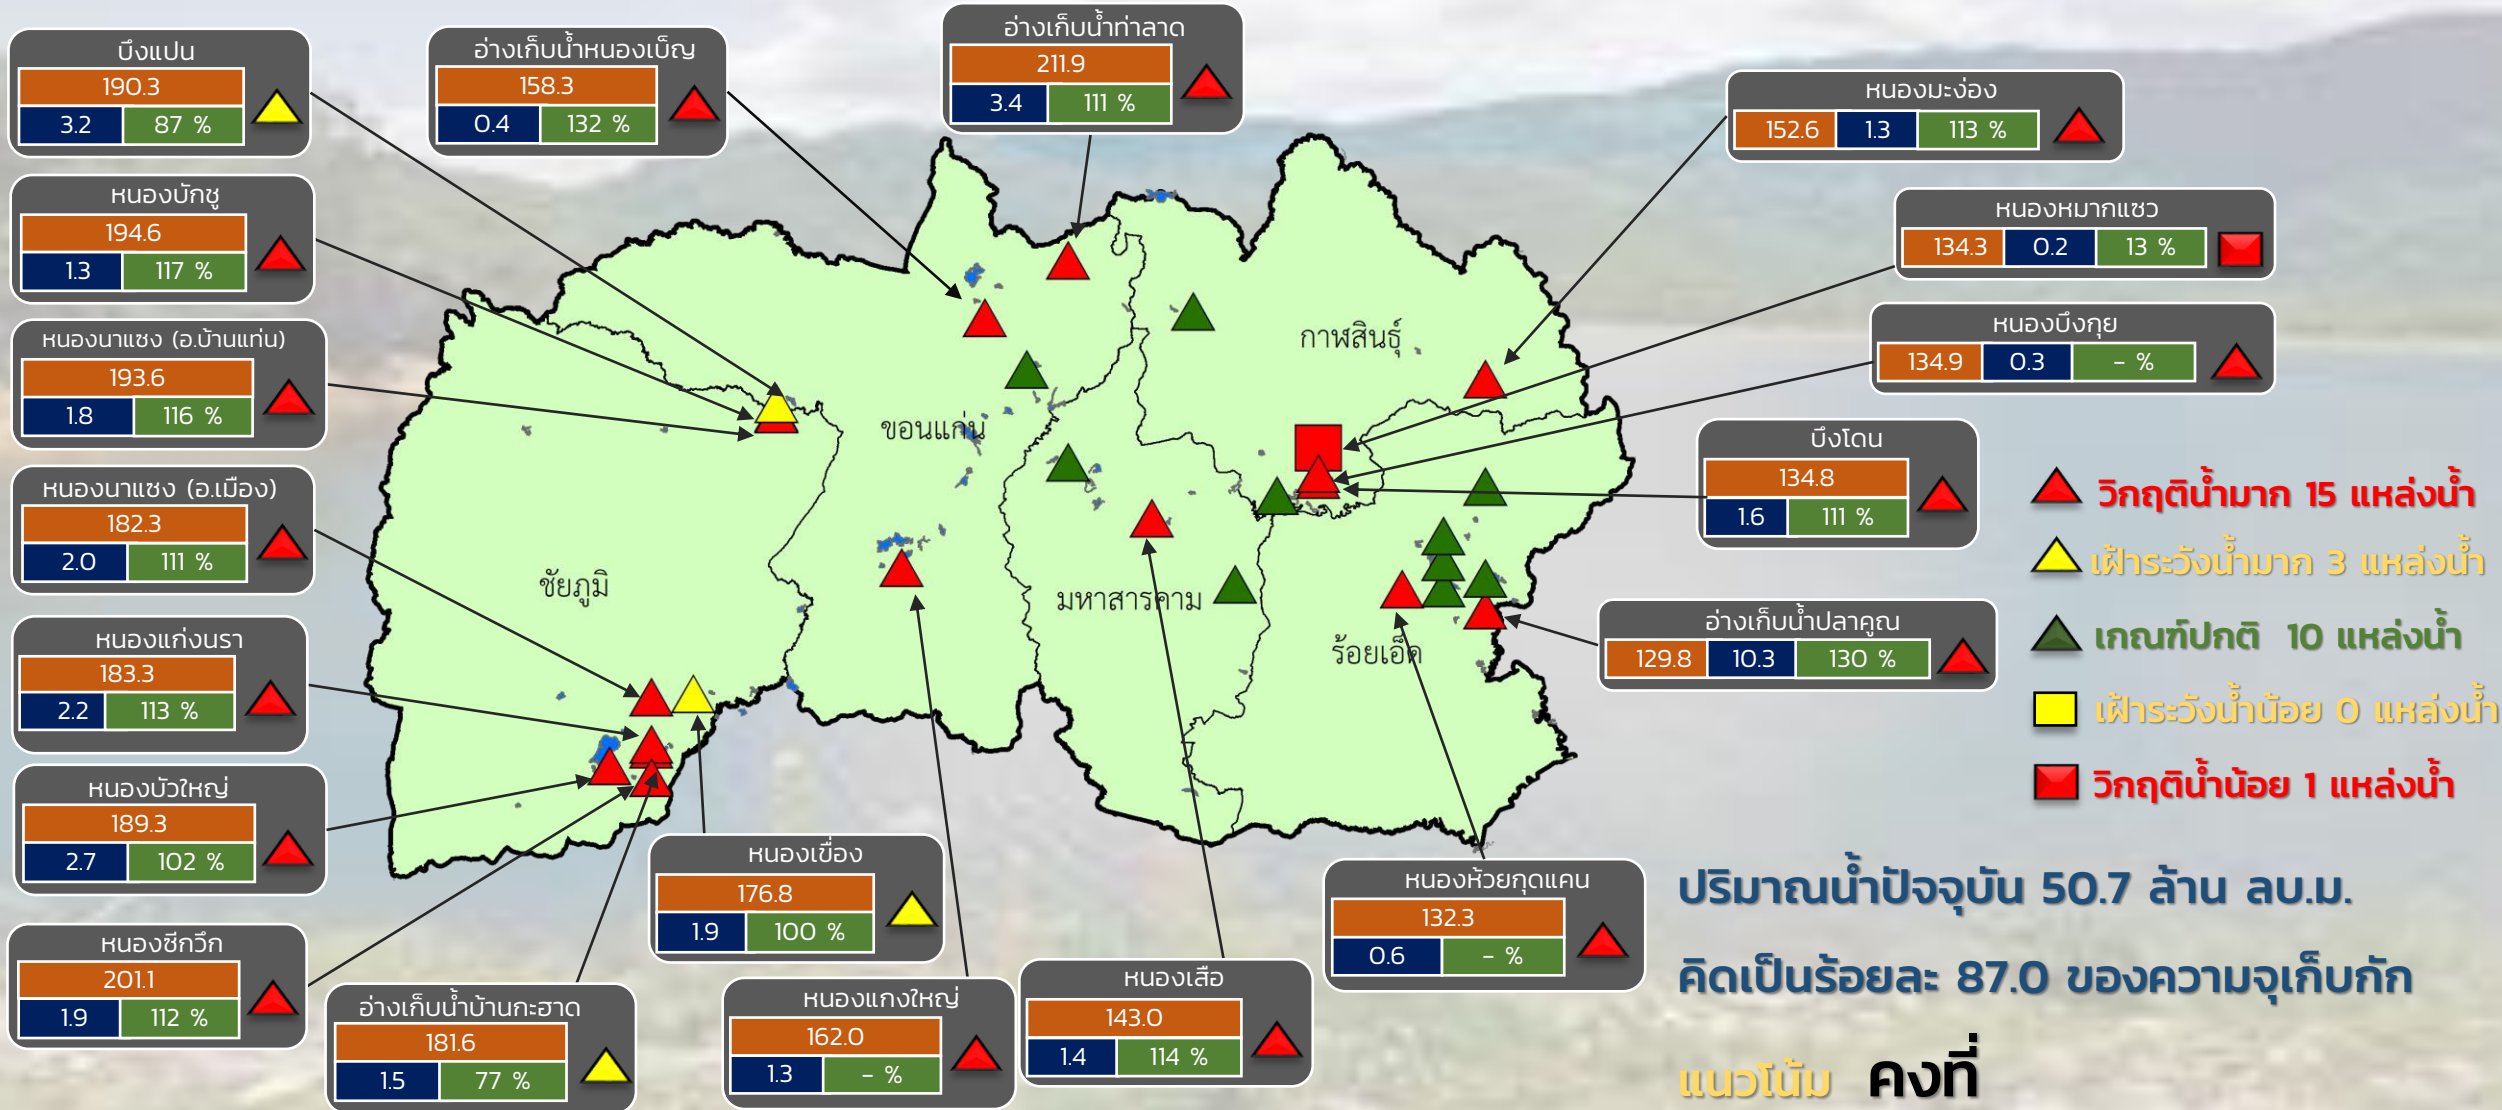 บึงแปน
190.3
3.2 87 %
อ่างเก็บน้ำหนองเบ็ญ
158.3
0.4 132 %
อ่างเก็บน้ำท่าลาด
211.9
3.4 111 %
หนองมะง่อง
152.6 1.3 113 %
หนองบักชู
194.6
1.3 117 %
หนองหมากแซว
134.3 0.2 13 %
หนองนาแซง (อ.บ้านแท่น)
193.6
1.8 116 %
หนองบึงกุย
134.9 0.3 - %
กาฬสินธุ์
ขอนแก่น
บึงโดน
134.8
1.6 111 %
หนองนาแซง (อ.เมือง)
182.3
2.0 111 %
ชัยภูมิ
มหาสารคาม
ร้อยเอ็ด
อ่างเก็บน้ำปลาคูณ
129.8 10.3 130 %
วิกฤติน้ำมาก 15 แหล่งน้ำ
เฝ้าระวังน้ำมาก 3 แหล่งน้ำ
เกณฑ์ปกติ 10 แหล่งน้ำ
เฝ้าระวังน้ำน้อย 0 แหล่งน้ำ
วิกฤติน้ำน้อย 1 แหล่งน้ำ
หนองแก่งนรา
183.3
2.2 113 %
หนองบัวใหญ่
189.3
2.7 102 %
หนองซีกวึก
201.1
1.9 112 %
อ่างเก็บน้ำบ้านกะฮาด
181.6
1.5 77 %
หนองเขื่อง
176.8
1.9 100 %
หนองแกงใหญ่
162.0
1.3 - %
หนองเสือ
143.0
1.4 114 %
หนองห้วยกุดแคน
132.3
0.6 - %
ปริมาณน้ำปัจจุบัน 50.7 ล้าน ลบ.ม.
คิดเป็นร้อยละ 87.0 ของความจุเก็บกัก
แนวโน้ม คงที่